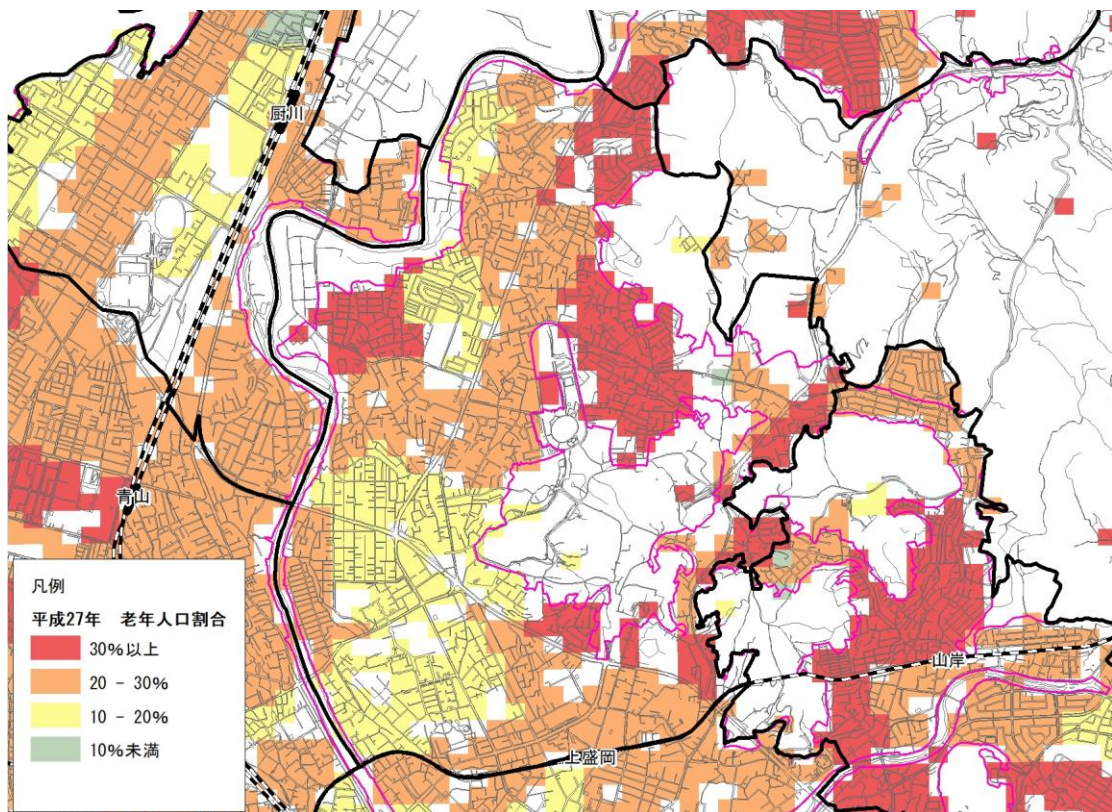 厨川
青山
山岸
上盛岡
凡例
平成27年 老年人口割合
30%以上
20 - 30%
10 - 20%
10%未満